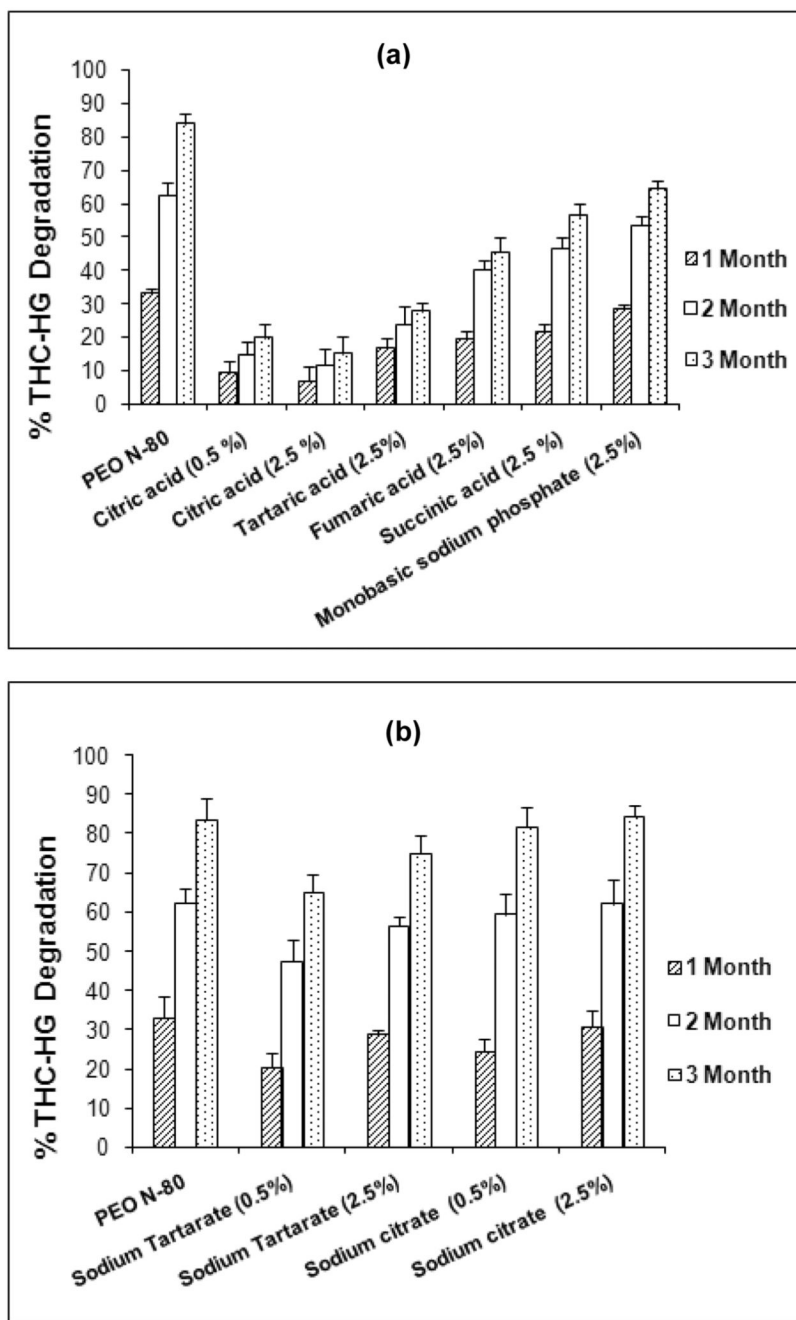 (a)
% THC-HG Degradation
100
90
80
70
60
50
40
30
20
10
0
PEO N-80
Citric acid (0.5 %)
Citric acid (2.5 %)
Tartaric acid (2.5%)
Fumaric acid (2.5%)
Succinic acid (2.5 %)
Monobasic sodium phosphate (2.5%)
1 Month
2 Month
3 Month
(b)
% THC-HG Degradation
100
90
80
70
60
50
40
30
20
10
0
PEO N-80
Sodium Tartarate (0.5%)
Sodium Tartarate (2.5%)
Sodium citrate (0.5%)
Sodium citrate (2.5%)
1 Month
2 Month
3 Month